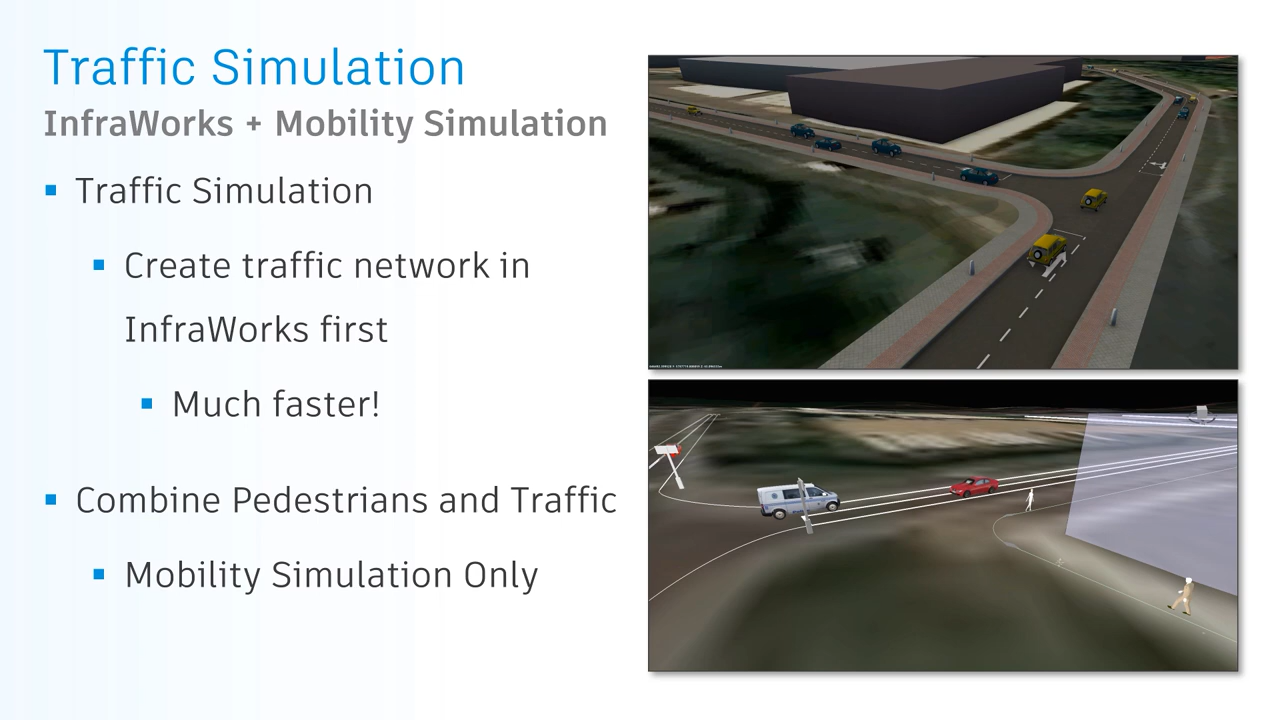 Traffic Simulation
InfraWorks + Mobility Simulation
Traffic Simulation
Create traffic network in
InfraWorks first
Much faster!
Combine Pedestrians and Traffic
Mobility Simulation Only